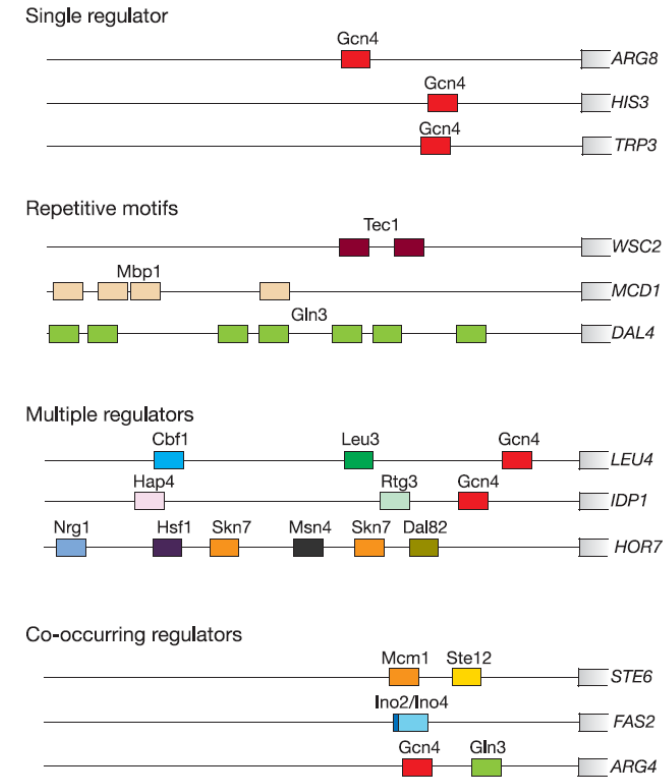 Single regulator
Gcn4
ARG8
Gcn4
HIS3
Gcn4
TRP3
Repetitive motifs
Tec1
WSC2
Mbp1
MCD1
Gln3
DAL4
Multiple regulators
Cbf1 Leu3 Gcn4
LEU4
Hap4 Rtg3 Gcn4
IDP1
Nrg1 Hsf1 Skn7 Msn4 Skn7 Dal82
HOR7
Co-occurring regulators
Mcm1 Ste12
STE6
Ino2/Ino4
FAS2
Gcn4 Gln3
ARG4